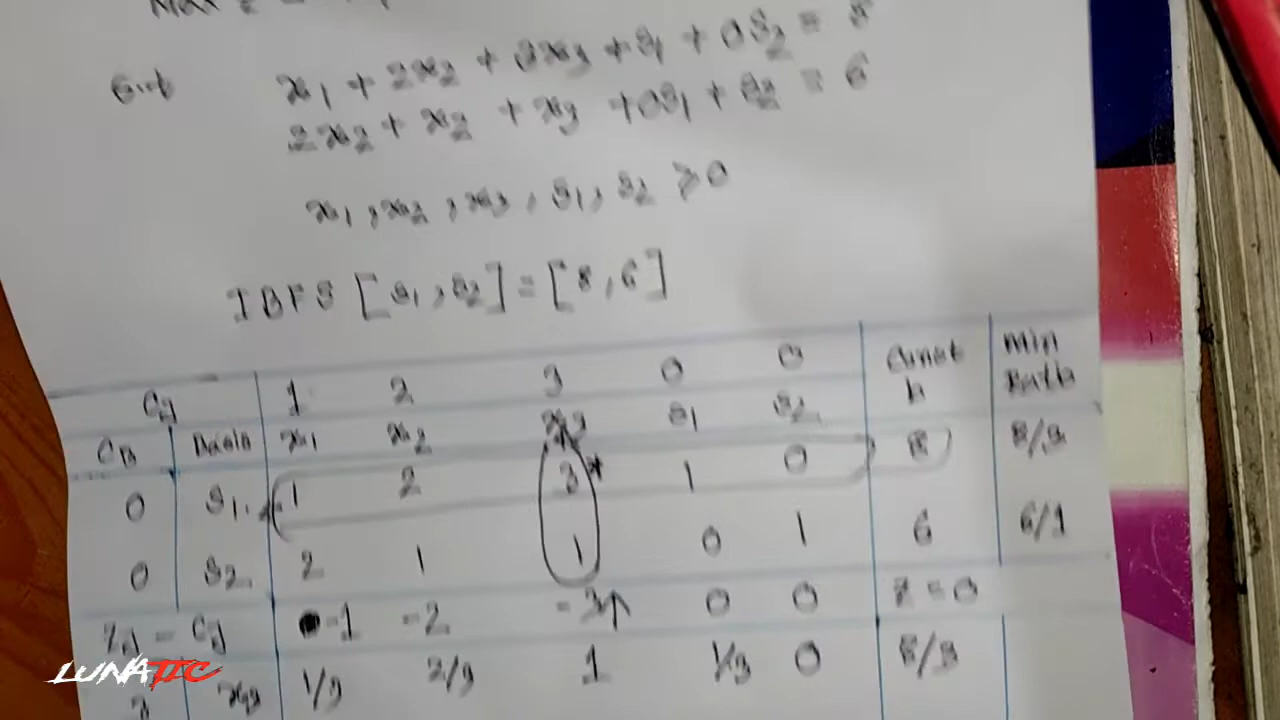 Max z =
s.t x₁ + 2x₂ + 3x₃ + s₁ + 0s₂ = 8
2x₂ + x₂ + x₃ + 0s₁ + s₂ = 6
x₁, x₂, x₃, s₁, s₂ ≥ 0
IBFS [s₁, s₂] = [8, 6]
Cj 1 2 3 0 0 Const b Min Ratio
CB Basis x₁ x₂ x₃ s₁ s₂
0 s₁ 1 2 3* 1 0 8 8/3
0 s₂ 2 1 1 0 1 6 6/1
Zj - Cj -1 -2 -3↑ 0 0 Z = 0
3 x₃ 1/3 2/3 1 1/3 0 8/3
LUNATIC